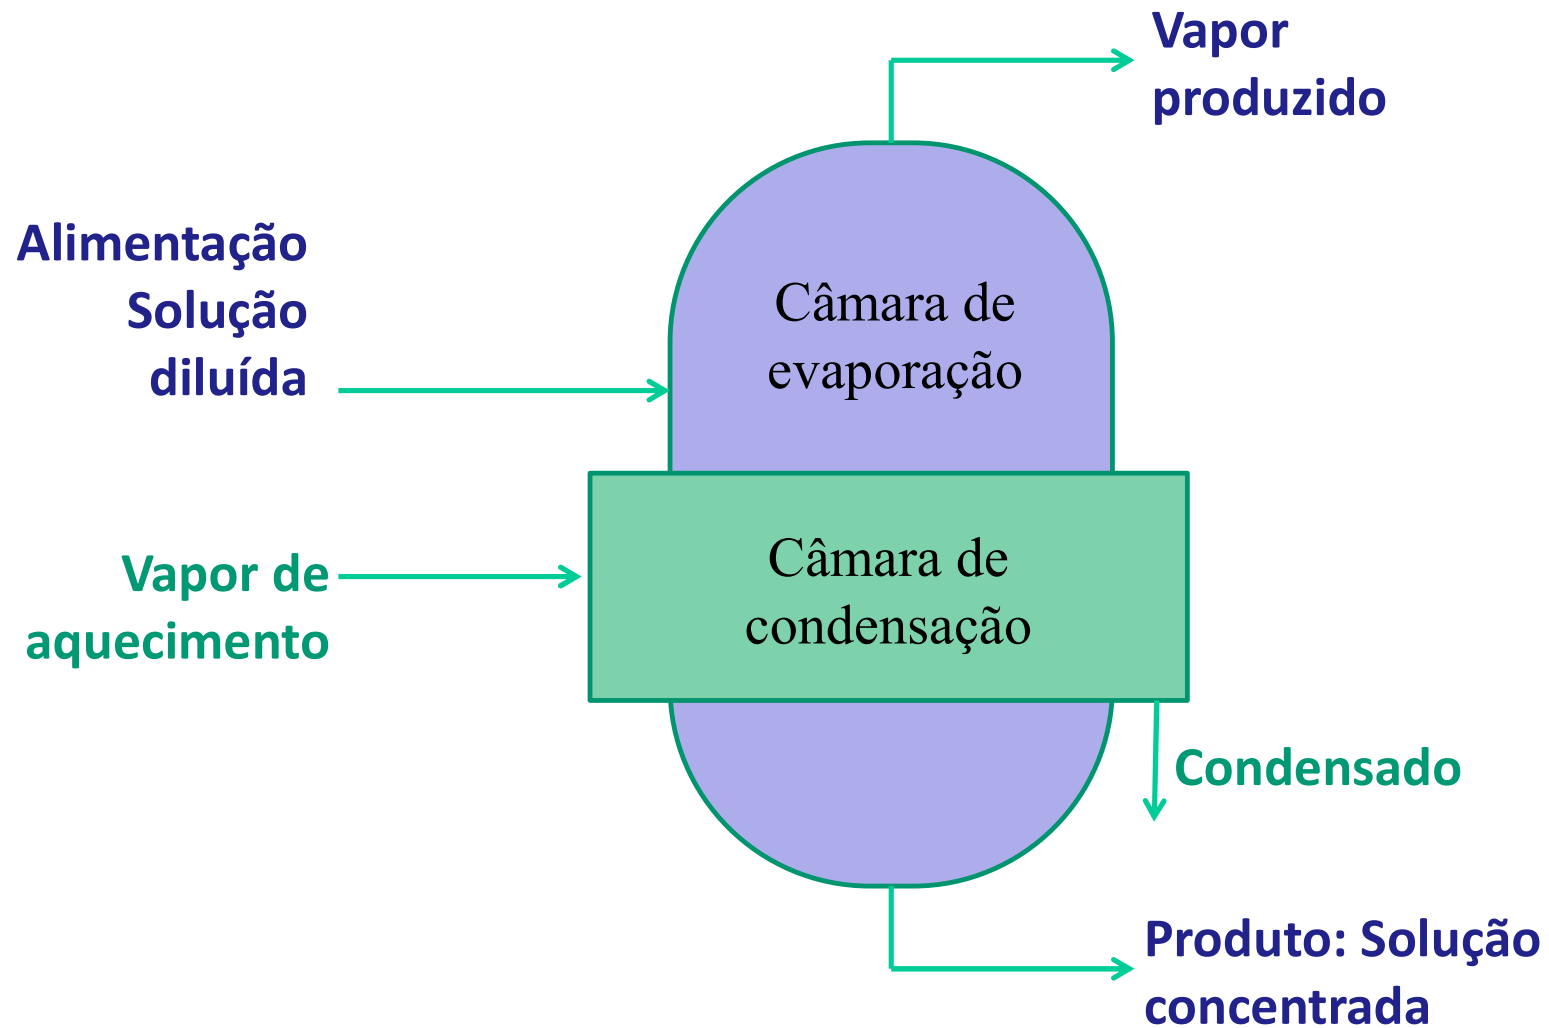 Vapor
produzido
Alimentação
Solução
diluída
Câmara de
evaporação
Vapor de
aquecimento
Câmara de
condensação
Condensado
Produto: Solução
concentrada